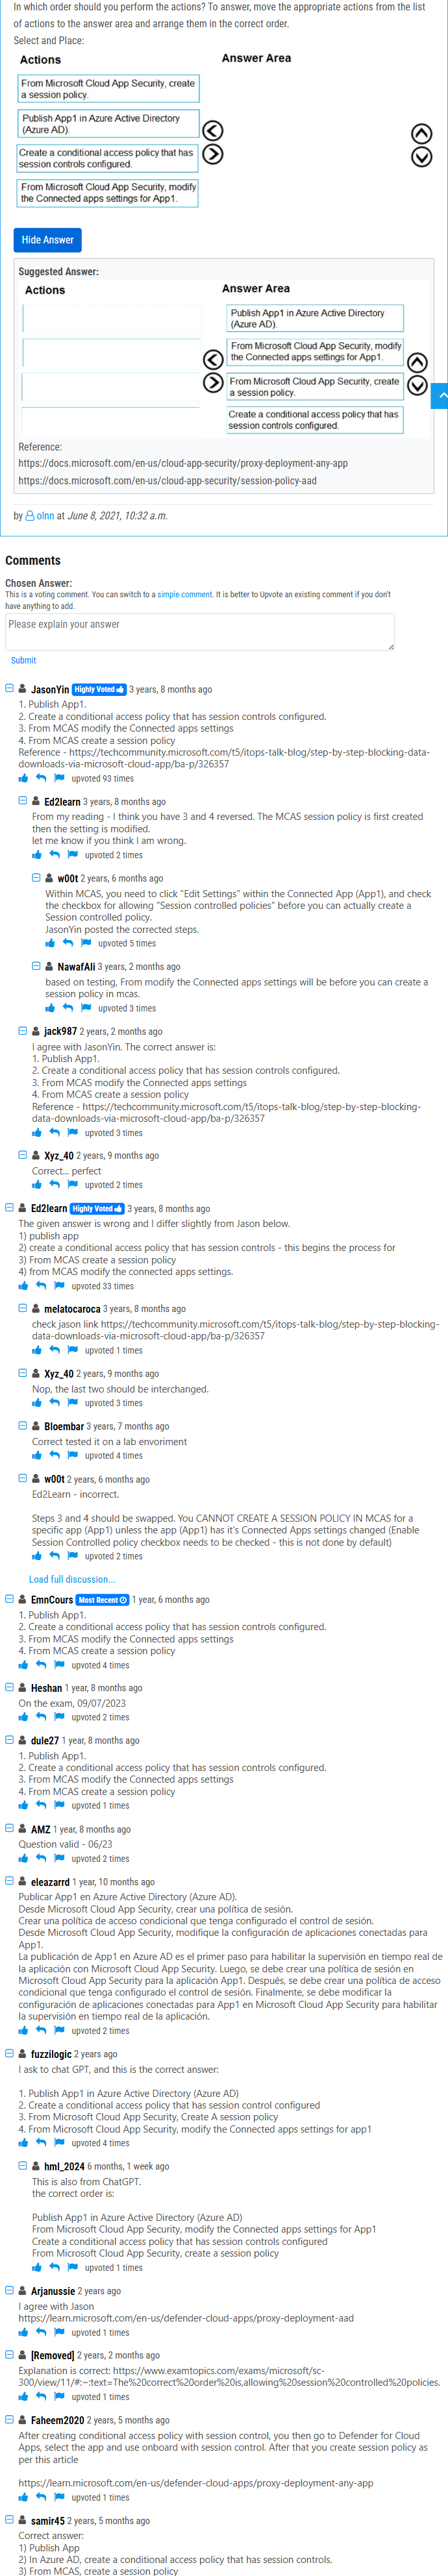 In which order should you perform the actions? To answer, move the appropriate actions from the list
of actions to the answer area and arrange them in the correct order.
Select and Place:
Actions
Answer Area
From Microsoft Cloud App Security, create
a session policy.
Publish App1 in Azure Active Directory
(Azure AD).
Create a conditional access policy that has
session controls configured.
From Microsoft Cloud App Security, modify
the Connected apps settings for App1.
Hide Answer
Suggested Answer:
Actions
Answer Area
Publish App1 in Azure Active Directory
(Azure AD).
From Microsoft Cloud App Security, modify
the Connected apps settings for App1.
From Microsoft Cloud App Security, create
a session policy.
Create a conditional access policy that has
session controls configured.
Reference:
https://docs.microsoft.com/en-us/cloud-app-security/proxy-deployment-any-app
https://docs.microsoft.com/en-us/cloud-app-security/session-policy-aad
by olnn at June 8, 2021, 10:32 a.m.
Comments
Chosen Answer:
This is a voting comment. You can switch to a simple comment. It is better to Upvote an existing comment if you don't
have anything to add.
Please explain your answer
Submit
JasonYin Highly Voted 3 years, 8 months ago
1. Publish App1.
2. Create a conditional access policy that has session controls configured.
3. From MCAS modify the Connected apps settings
4. From MCAS create a session policy
Reference - https://techcommunity.microsoft.com/t5/itops-talk-blog/step-by-step-blocking-data-
downloads-via-microsoft-cloud-app/ba-p/326357
upvoted 93 times
Ed2learn 3 years, 8 months ago
From my reading - I think you have 3 and 4 reversed. The MCAS session policy is first created
then the setting is modified.
let me know if you think I am wrong.
upvoted 2 times
w00t 2 years, 6 months ago
Within MCAS, you need to click "Edit Settings" within the Connected App (App1), and check
the checkbox for allowing "Session controlled policies" before you can actually create a
Session controlled policy.
JasonYin posted the corrected steps.
upvoted 5 times
NawafAli 3 years, 2 months ago
based on testing, From modify the Connected apps settings will be before you can create a
session policy in mcas.
upvoted 3 times
jack987 2 years, 2 months ago
I agree with JasonYin. The correct answer is:
1. Publish App1.
2. Create a conditional access policy that has session controls configured.
3. From MCAS modify the Connected apps settings
4. From MCAS create a session policy
Reference - https://techcommunity.microsoft.com/t5/itops-talk-blog/step-by-step-blocking-
data-downloads-via-microsoft-cloud-app/ba-p/326357
upvoted 3 times
Xyz_40 2 years, 9 months ago
Correct... perfect
upvoted 2 times
Ed2learn Highly Voted 3 years, 8 months ago
The given answer is wrong and I differ slightly from Jason below.
1) publish app
2) create a conditional access policy that has session controls - this begins the process for
3) From MCAS create a session policy
4) from MCAS modify the connected apps settings.
upvoted 33 times
melatocaroca 3 years, 8 months ago
check jason link https://techcommunity.microsoft.com/t5/itops-talk-blog/step-by-step-blocking-
data-downloads-via-microsoft-cloud-app/ba-p/326357
upvoted 1 times
Xyz_40 2 years, 9 months ago
Nop, the last two should be interchanged.
upvoted 3 times
Bloembar 3 years, 7 months ago
Correct tested it on a lab envoriment
upvoted 4 times
w00t 2 years, 6 months ago
Ed2Learn - incorrect.
Steps 3 and 4 should be swapped. You CANNOT CREATE A SESSION POLICY IN MCAS for a
specific app (App1) unless the app (App1) has it's Connected Apps settings changed (Enable
Session Controlled policy checkbox needs to be checked - this is not done by default)
upvoted 2 times
Load full discussion...
EmnCours Most Recent 1 year, 6 months ago
1. Publish App1.
2. Create a conditional access policy that has session controls configured.
3. From MCAS modify the Connected apps settings
4. From MCAS create a session policy
upvoted 4 times
Heshan 1 year, 8 months ago
On the exam, 09/07/2023
upvoted 2 times
dule27 1 year, 8 months ago
1. Publish App1.
2. Create a conditional access policy that has session controls configured.
3. From MCAS modify the Connected apps settings
4. From MCAS create a session policy
upvoted 1 times
AMZ 1 year, 8 months ago
Question valid - 06/23
upvoted 2 times
eleazarrd 1 year, 10 months ago
Publicar App1 en Azure Active Directory (Azure AD).
Desde Microsoft Cloud App Security, crear una política de sesión.
Crear una política de acceso condicional que tenga configurado el control de sesión.
Desde Microsoft Cloud App Security, modifique la configuración de aplicaciones conectadas para
App1.
La publicación de App1 en Azure AD es el primer paso para habilitar la supervisión en tiempo real de
la aplicación con Microsoft Cloud App Security. Luego, se debe crear una política de sesión en
Microsoft Cloud App Security para la aplicación App1. Después, se debe crear una política de acceso
condicional que tenga configurado el control de sesión. Finalmente, se debe modificar la
configuración de aplicaciones conectadas para App1 en Microsoft Cloud App Security para habilitar
la supervisión en tiempo real de la aplicación.
upvoted 2 times
fuzzilogic 2 years ago
I ask to chat GPT, and this is the correct answer:
1. Publish App1 in Azure Active Directory (Azure AD)
2. Create a conditional access policy that has session control configured
3. From Microsoft Cloud App Security, Create A session policy
4. From Microsoft Cloud App Security, modify the Connected apps settings for app1
upvoted 4 times
hml_2024 6 months, 1 week ago
This is also from ChatGPT.
the correct order is:
Publish App1 in Azure Active Directory (Azure AD)
From Microsoft Cloud App Security, modify the Connected apps settings for App1
Create a conditional access policy that has session controls configured
From Microsoft Cloud App Security, create a session policy
upvoted 1 times
Arjanussie 2 years ago
I agree with Jason
https://learn.microsoft.com/en-us/defender-cloud-apps/proxy-deployment-aad
upvoted 1 times
[Removed] 2 years, 2 months ago
Explanation is correct: https://www.examtopics.com/exams/microsoft/sc-
300/view/11/#:~:text=The%20correct%20order%20is,allowing%20session%20controlled%20policies.
upvoted 1 times
Faheem2020 2 years, 5 months ago
After creating conditional access policy with session control, you then go to Defender for Cloud
Apps, select the app and use onboard with session control. After that you create session policy as
per this article
https://learn.microsoft.com/en-us/defender-cloud-apps/proxy-deployment-any-app
upvoted 1 times
samir45 2 years, 5 months ago
Correct answer:
1) Publish App
2) In Azure AD, create a conditional access policy that has session controls.
3) From MCAS, create a session policy